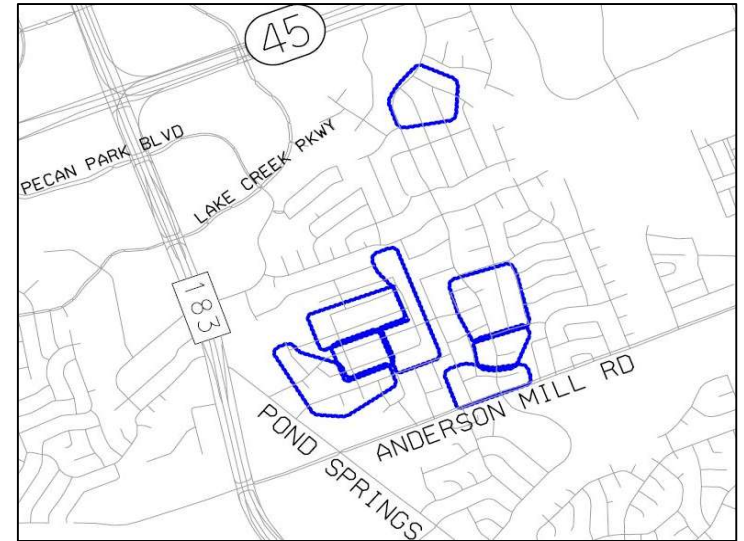 45
PECAN PARK BLVD
LAKE CREEK PKWY
183
ANDERSON MILL RD
POND SPRINGS